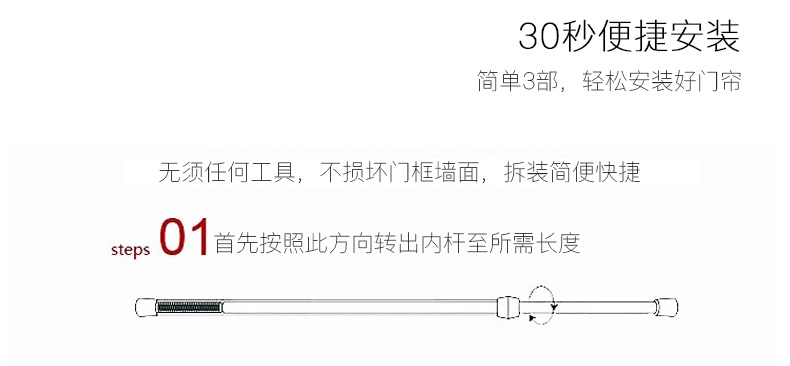 30秒便捷安装
简单3部，轻松安装好门帘
无须任何工具，不损坏门框墙面，拆装简便快捷
steps 01首先按照此方向转出内杆至所需长度